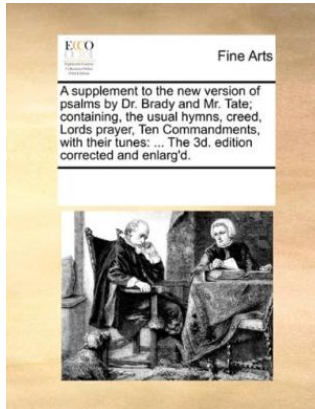 ECCO
Fine Arts
A supplement to the new version of
psalms by Dr. Brady and Mr. Tate;
containing, the usual hymns, creed,
Lords prayer, Ten Commandments,
with their tunes: ... The 3d. edition
corrected and enlarg'd.